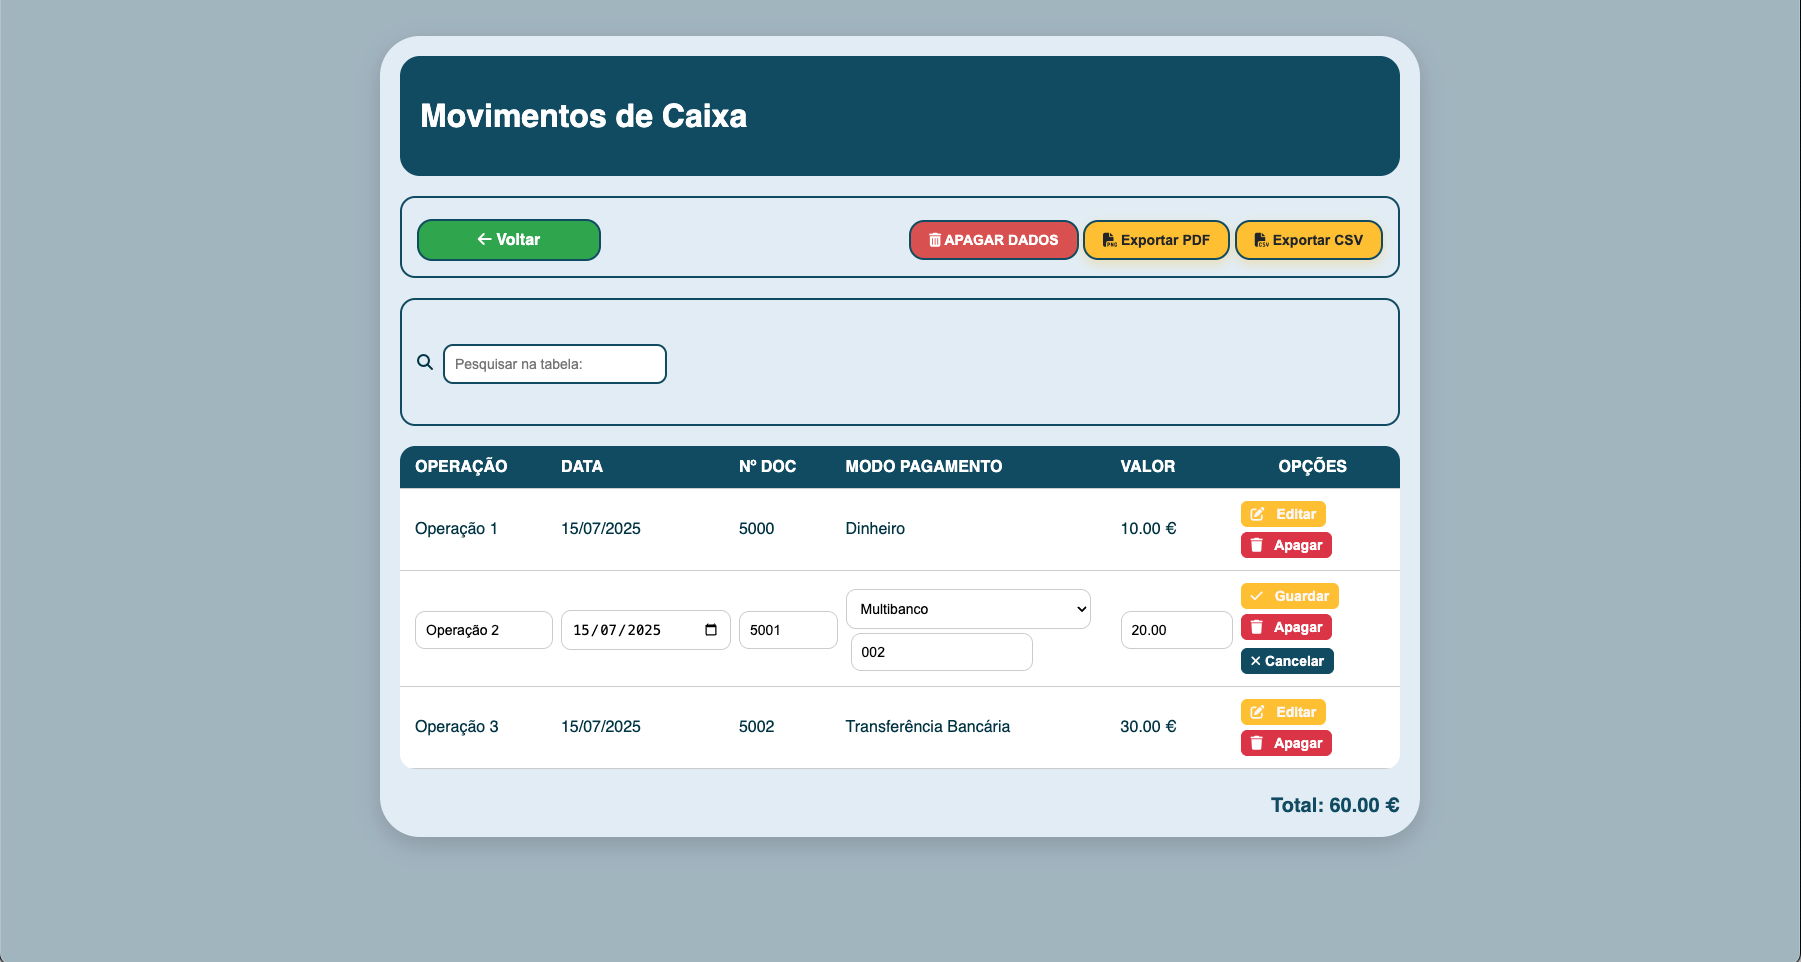 Movimentos de Caixa
Voltar
APAGAR DADOS
PNG Exportar PDF
CSV Exportar CSV
Pesquisar na tabela:
OPERAÇÃO DATA Nº DOC MODO PAGAMENTO VALOR OPÇÕES
Operação 1 15/07/2025 5000 Dinheiro 10.00 €
Editar
Apagar
Operação 2 15/07/2025 5001 Multibanco
002
20.00
Guardar
Apagar
Cancelar
Operação 3 15/07/2025 5002 Transferência Bancária 30.00 €
Editar
Apagar
Total: 60.00 €